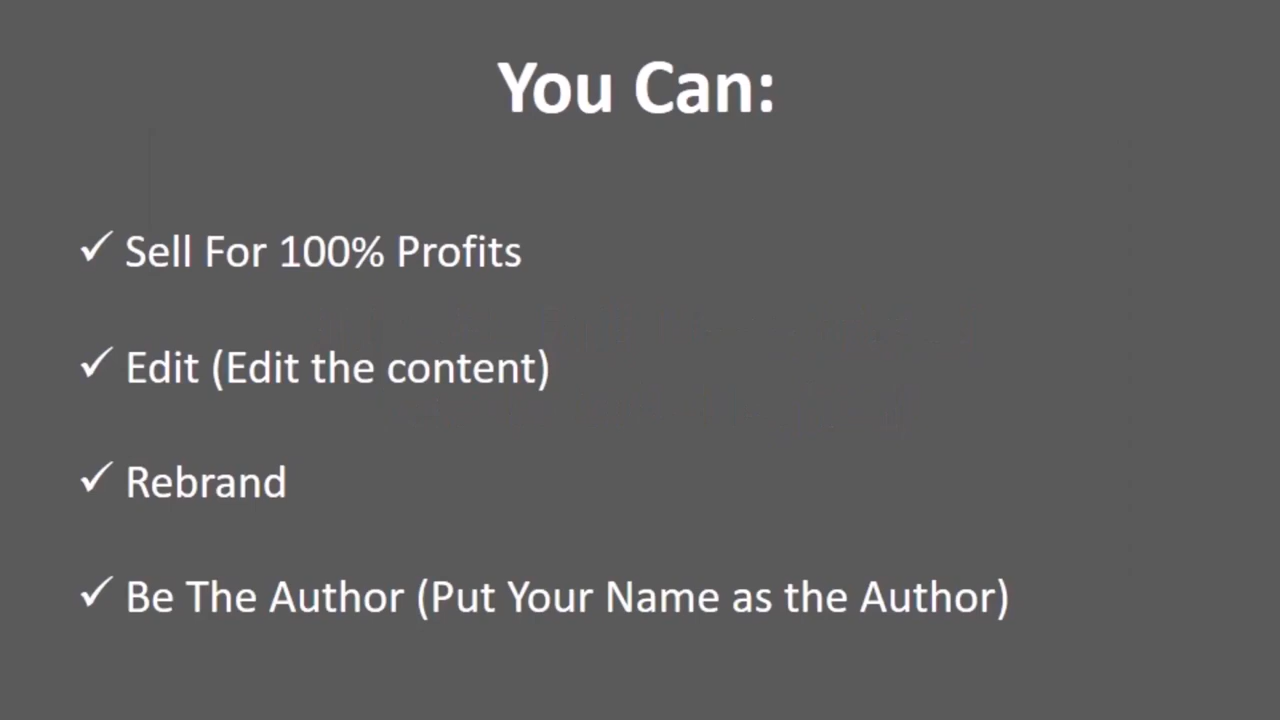 You Can:
✓ Sell For 100% Profits
✓ Edit (Edit the content)
✓ Rebrand
✓ Be The Author (Put Your Name as the Author)